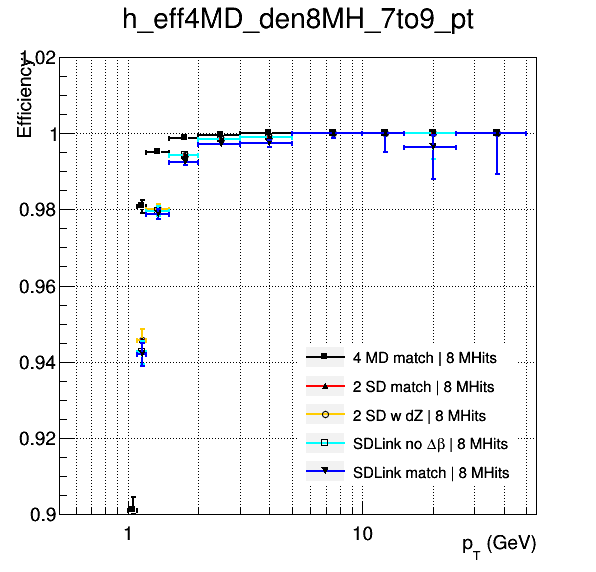 h_eff4MD_den8MH_7to9_pt
Efficiency
1.02
1
0.98
0.96
0.94
0.92
0.9
4 MD match | 8 MHits
2 SD match | 8 MHits
2 SD w dZ | 8 MHits
SDLink no Δβ | 8 MHits
SDLink match | 8 MHits
1
10
p_T (GeV)